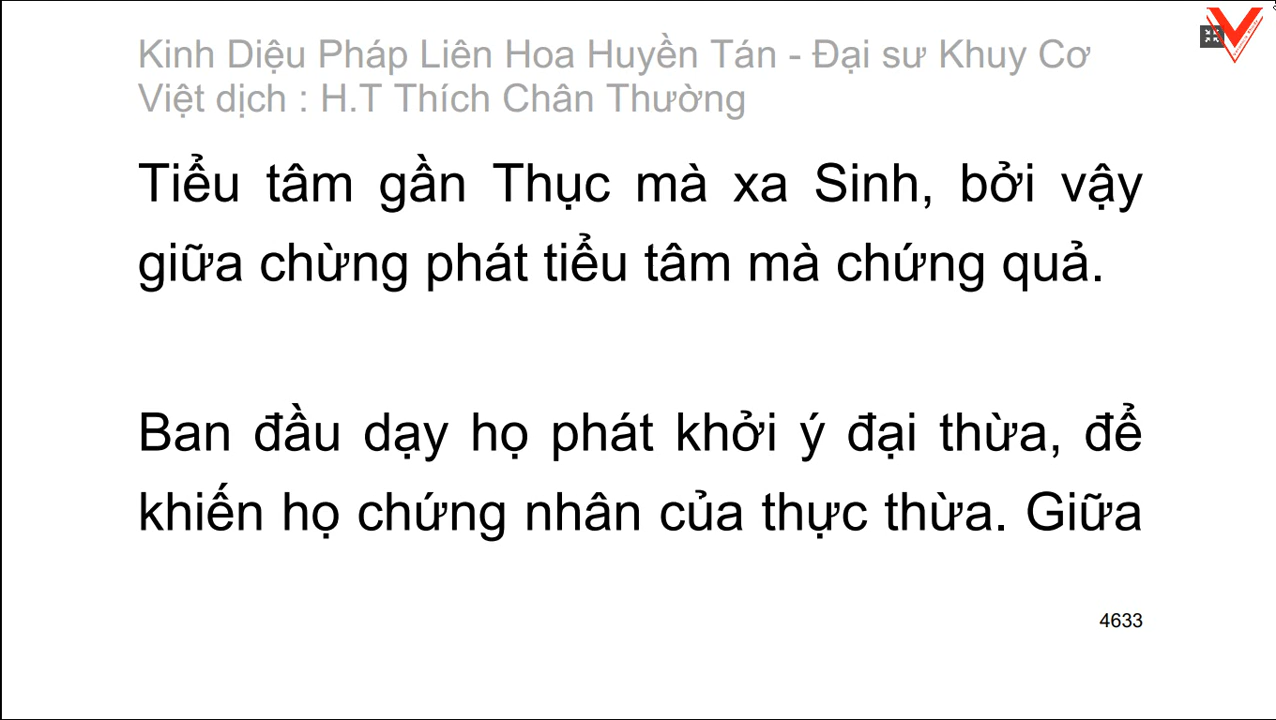 Kinh Diệu Pháp Liên Hoa Huyền Tán - Đại sư Khuy Cơ
Việt dịch : H.T Thích Chân Thường
Tiểu tâm gần Thục mà xa Sinh, bởi vậy
giữa chừng phát tiểu tâm mà chứng quả.
Ban đầu dạy họ phát khởi ý đại thừa, để
khiến họ chứng nhân của thực thừa. Giữa
4633